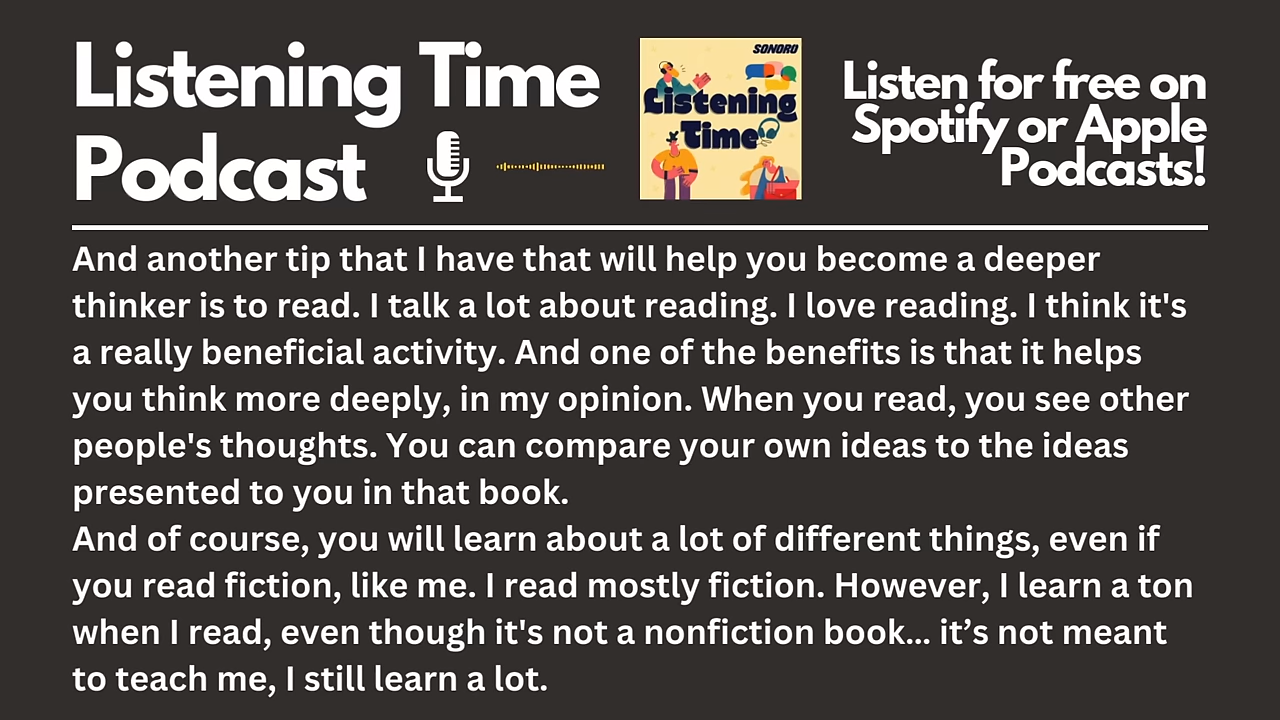 Listening Time
Podcast
SONORO
Listening
Time
Listen for free on
Spotify or Apple
Podcasts!
And another tip that I have that will help you become a deeper
thinker is to read. I talk a lot about reading. I love reading. I think it's
a really beneficial activity. And one of the benefits is that it helps
you think more deeply, in my opinion. When you read, you see other
people's thoughts. You can compare your own ideas to the ideas
presented to you in that book.
And of course, you will learn about a lot of different things, even if
you read fiction, like me. I read mostly fiction. However, I learn a ton
when I read, even though it's not a nonfiction book... it’s not meant
to teach me, I still learn a lot.